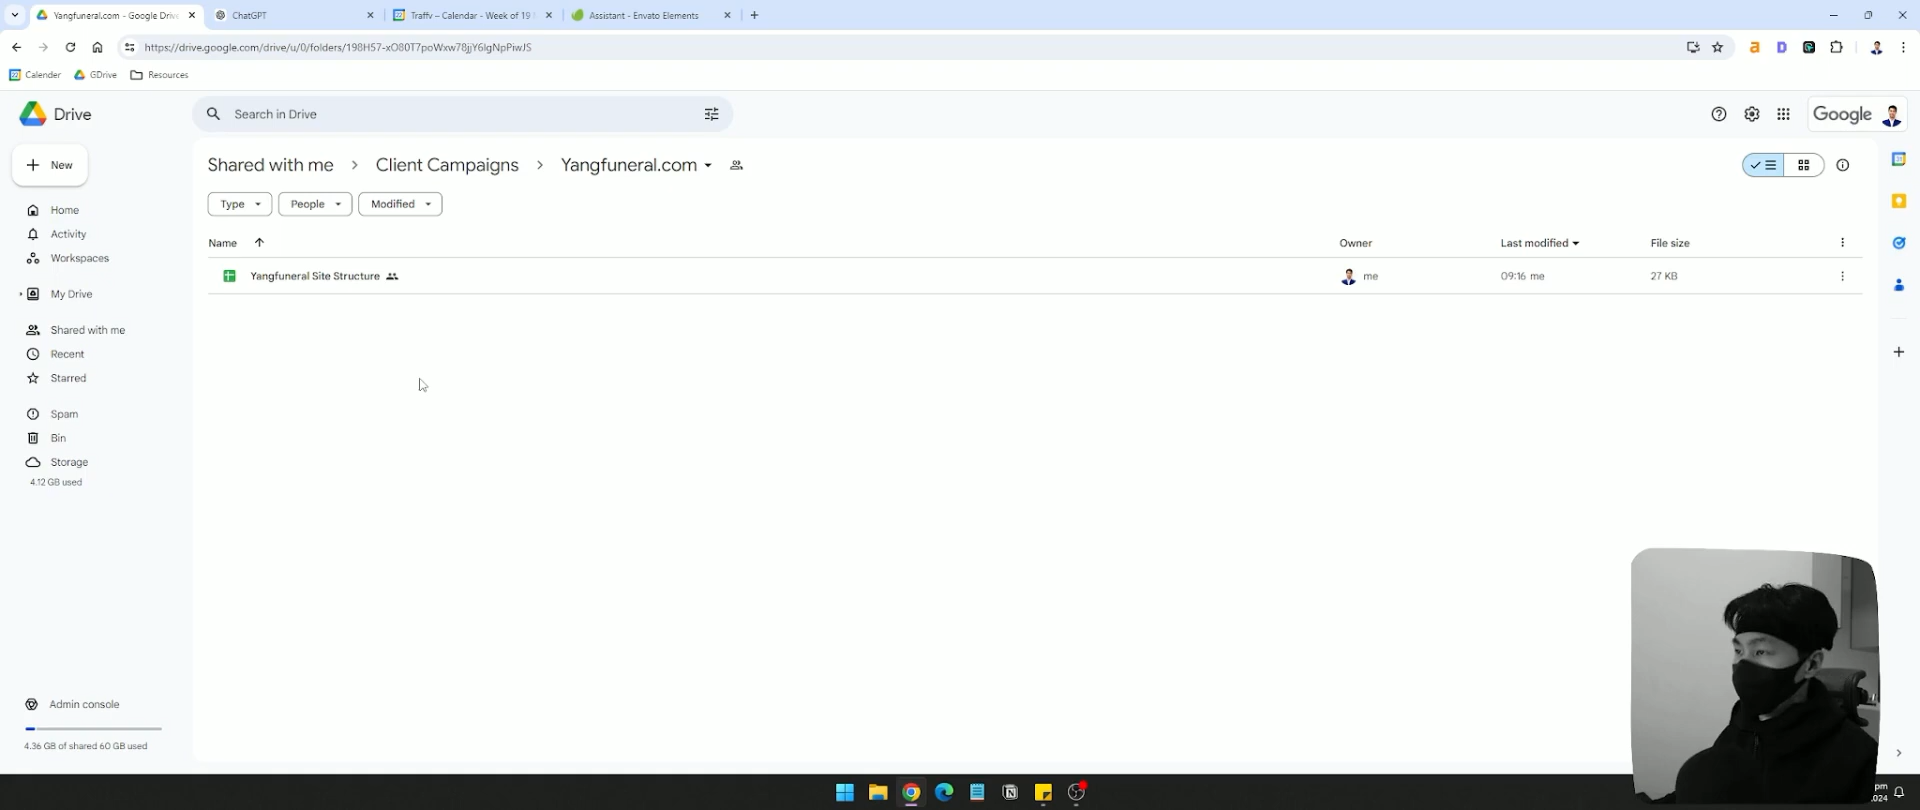 Yangfuneral.com - Google Drive
ChatGPT
Traffv – Calendar - Week of 19
Assistant - Envato Elements
https://drive.google.com/drive/u/0/folders/198H57-xO80T7poWxw78jjY6lgNpPiwJS
Calender
GDrive
Resources
Drive
Search in Drive
Google
New
Shared with me
Client Campaigns
Yangfuneral.com
Type
People
Modified
Home
Activity
Workspaces
My Drive
Shared with me
Recent
Starred
Spam
Bin
Storage
4.12 GB used
Name
Owner
Last modified
File size
Yangfuneral Site Structure
me
09:16 me
27 KB
Admin console
4.36 GB of shared 60 GB used
pm